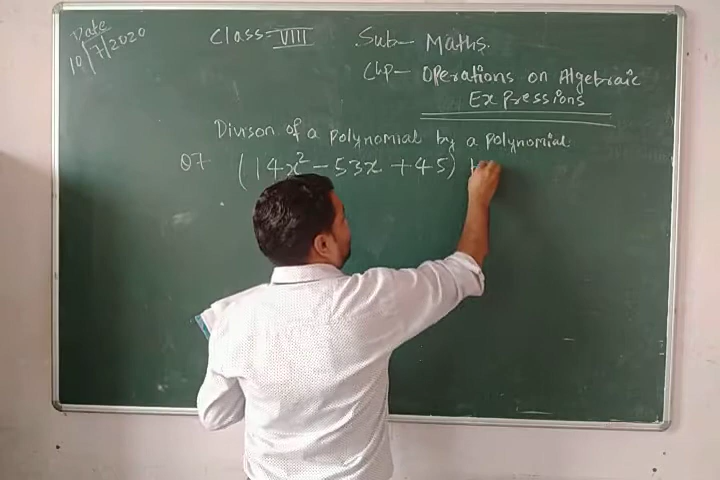 Date
10/7/2020
Class- VIII
Sub- Maths.
Chp- Operations on Algebraic
Expressions
Divison of a polynomial by a polynomial
07 (14x² - 53x + 45)